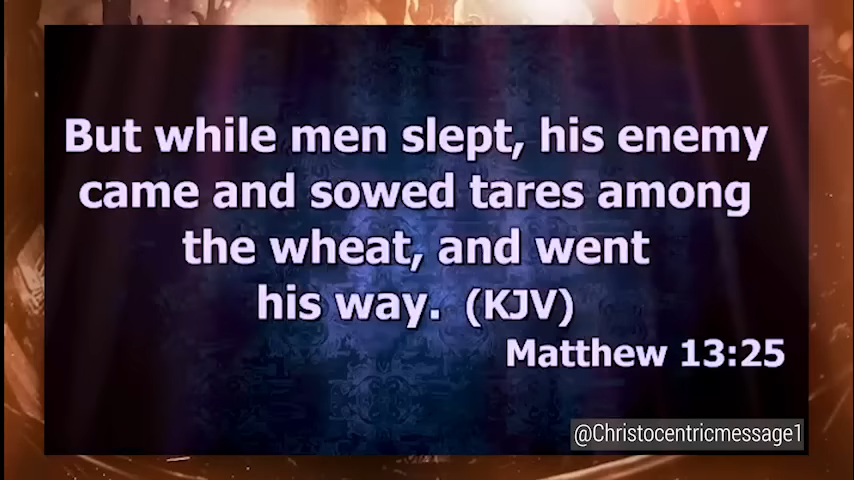 But while men slept, his enemy
came and sowed tares among
the wheat, and went
his way. (KJV)
Matthew 13:25
@Christocentricmessage1